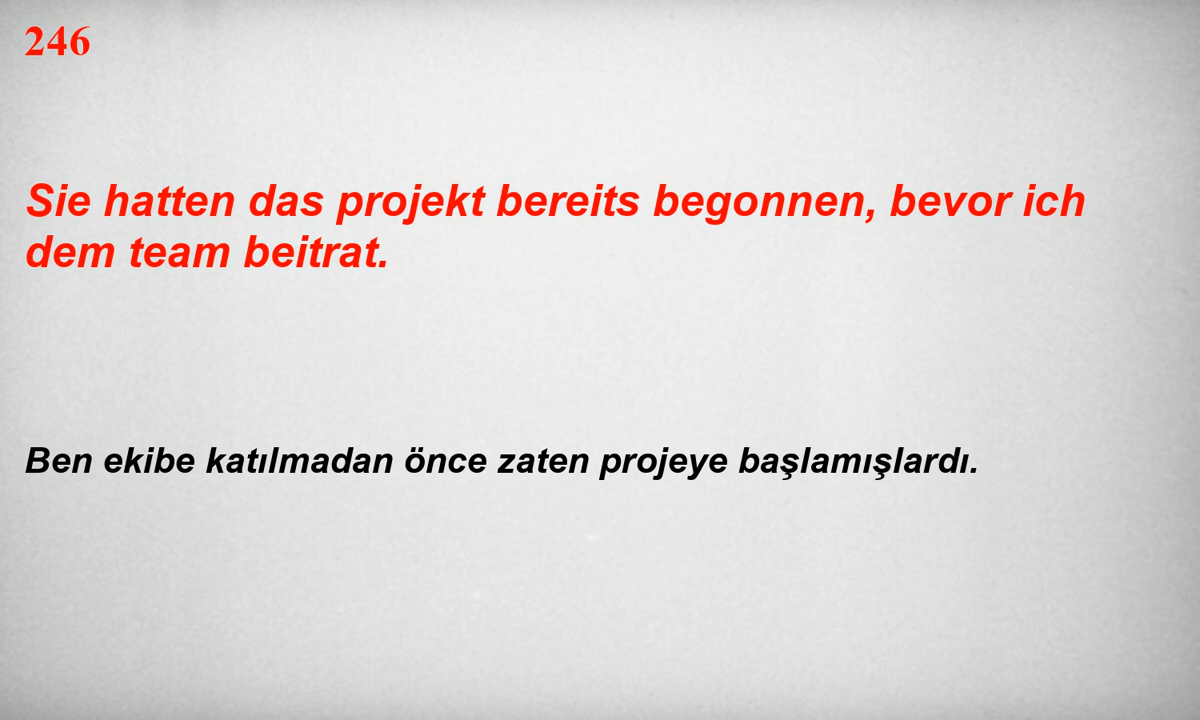 246
Sie hatten das projekt bereits begonnen, bevor ich
dem team beitrat.
Ben ekibe katılmadan önce zaten projeye başlamışlardı.